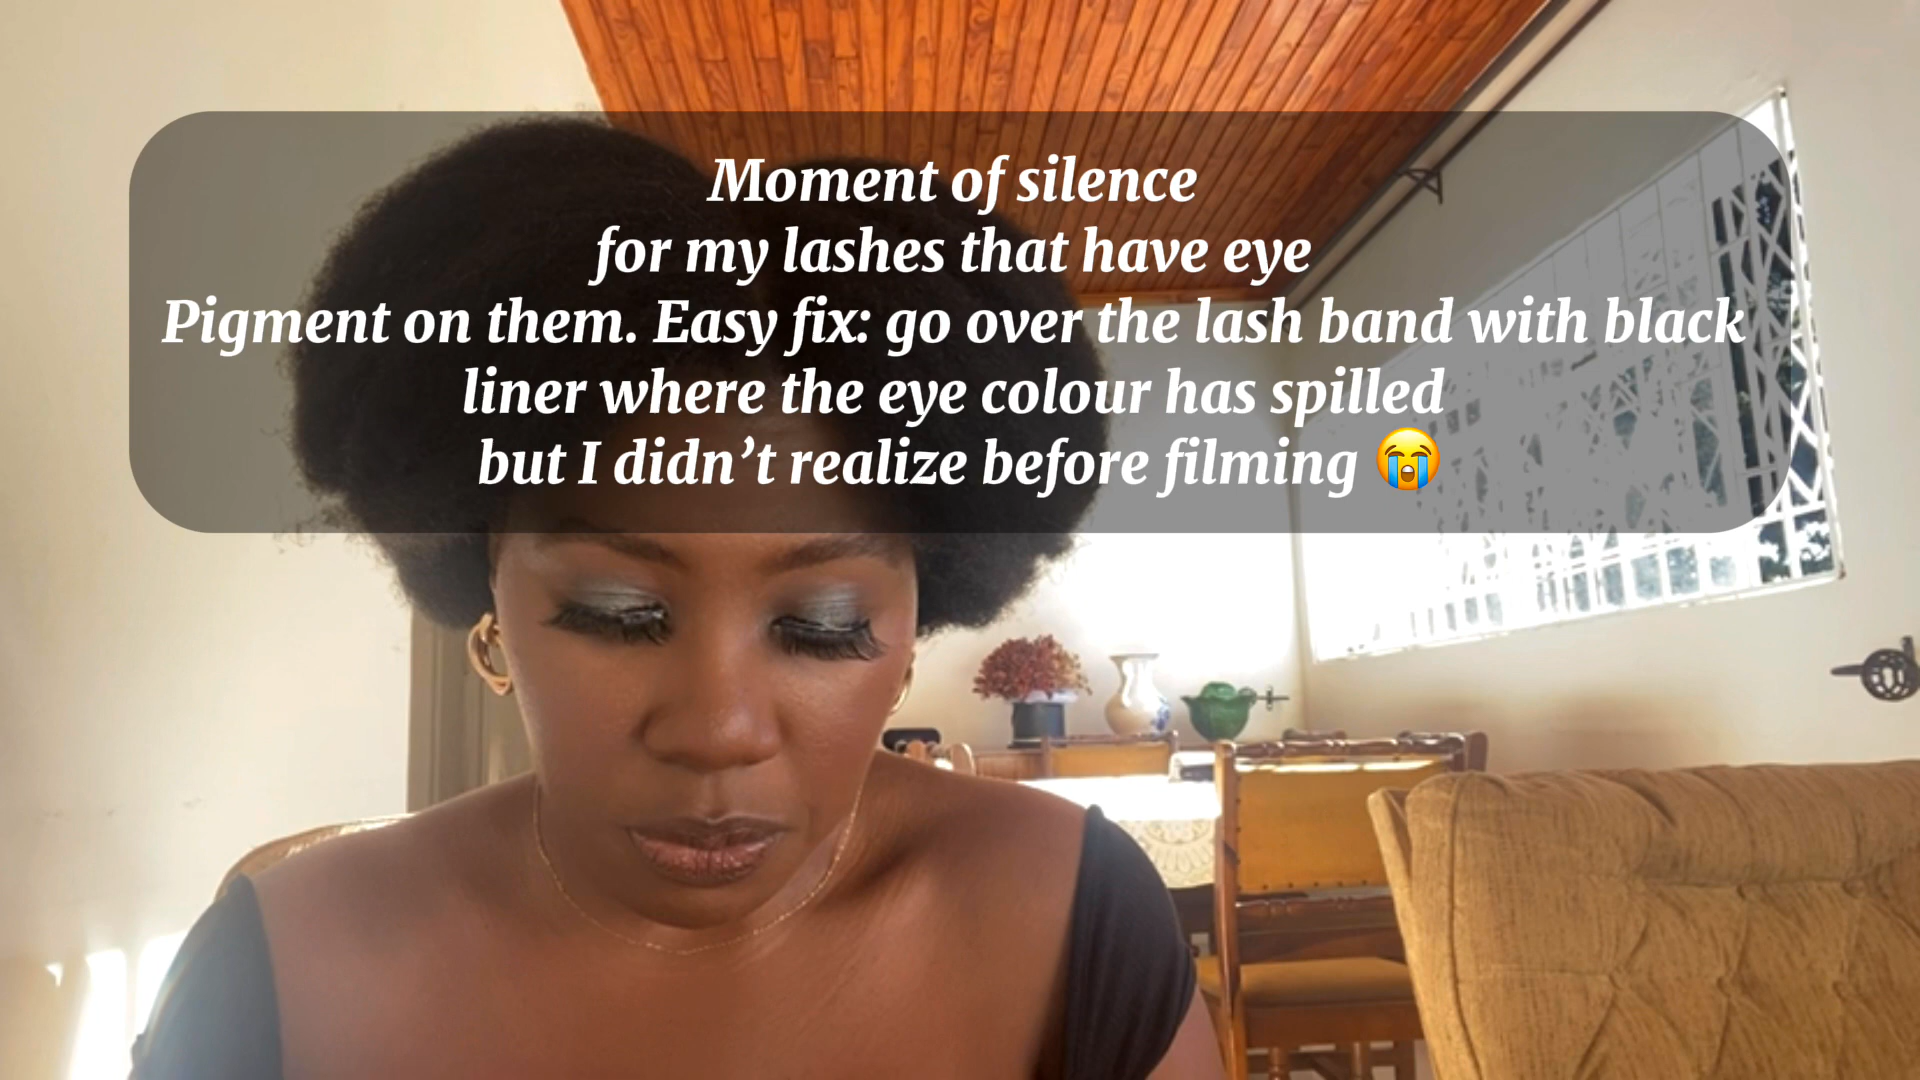 Moment of silence
for my lashes that have eye
Pigment on them. Easy fix: go over the lash band with black
liner where the eye colour has spilled
but I didn’t realize before filming 😭